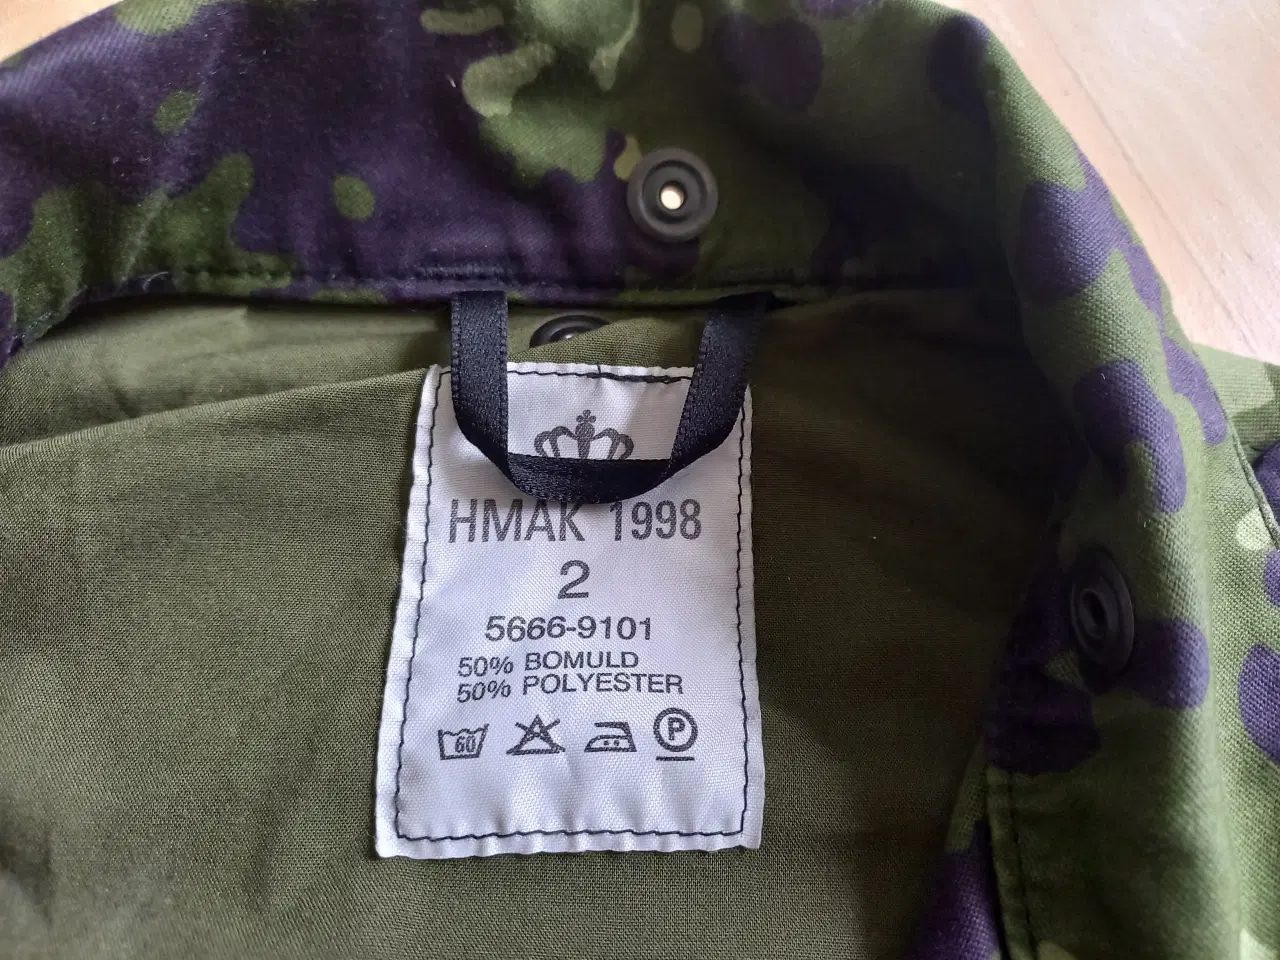 HMAK 1998
2
5666-9101
50% BOMULD
50% POLYESTER
60 P